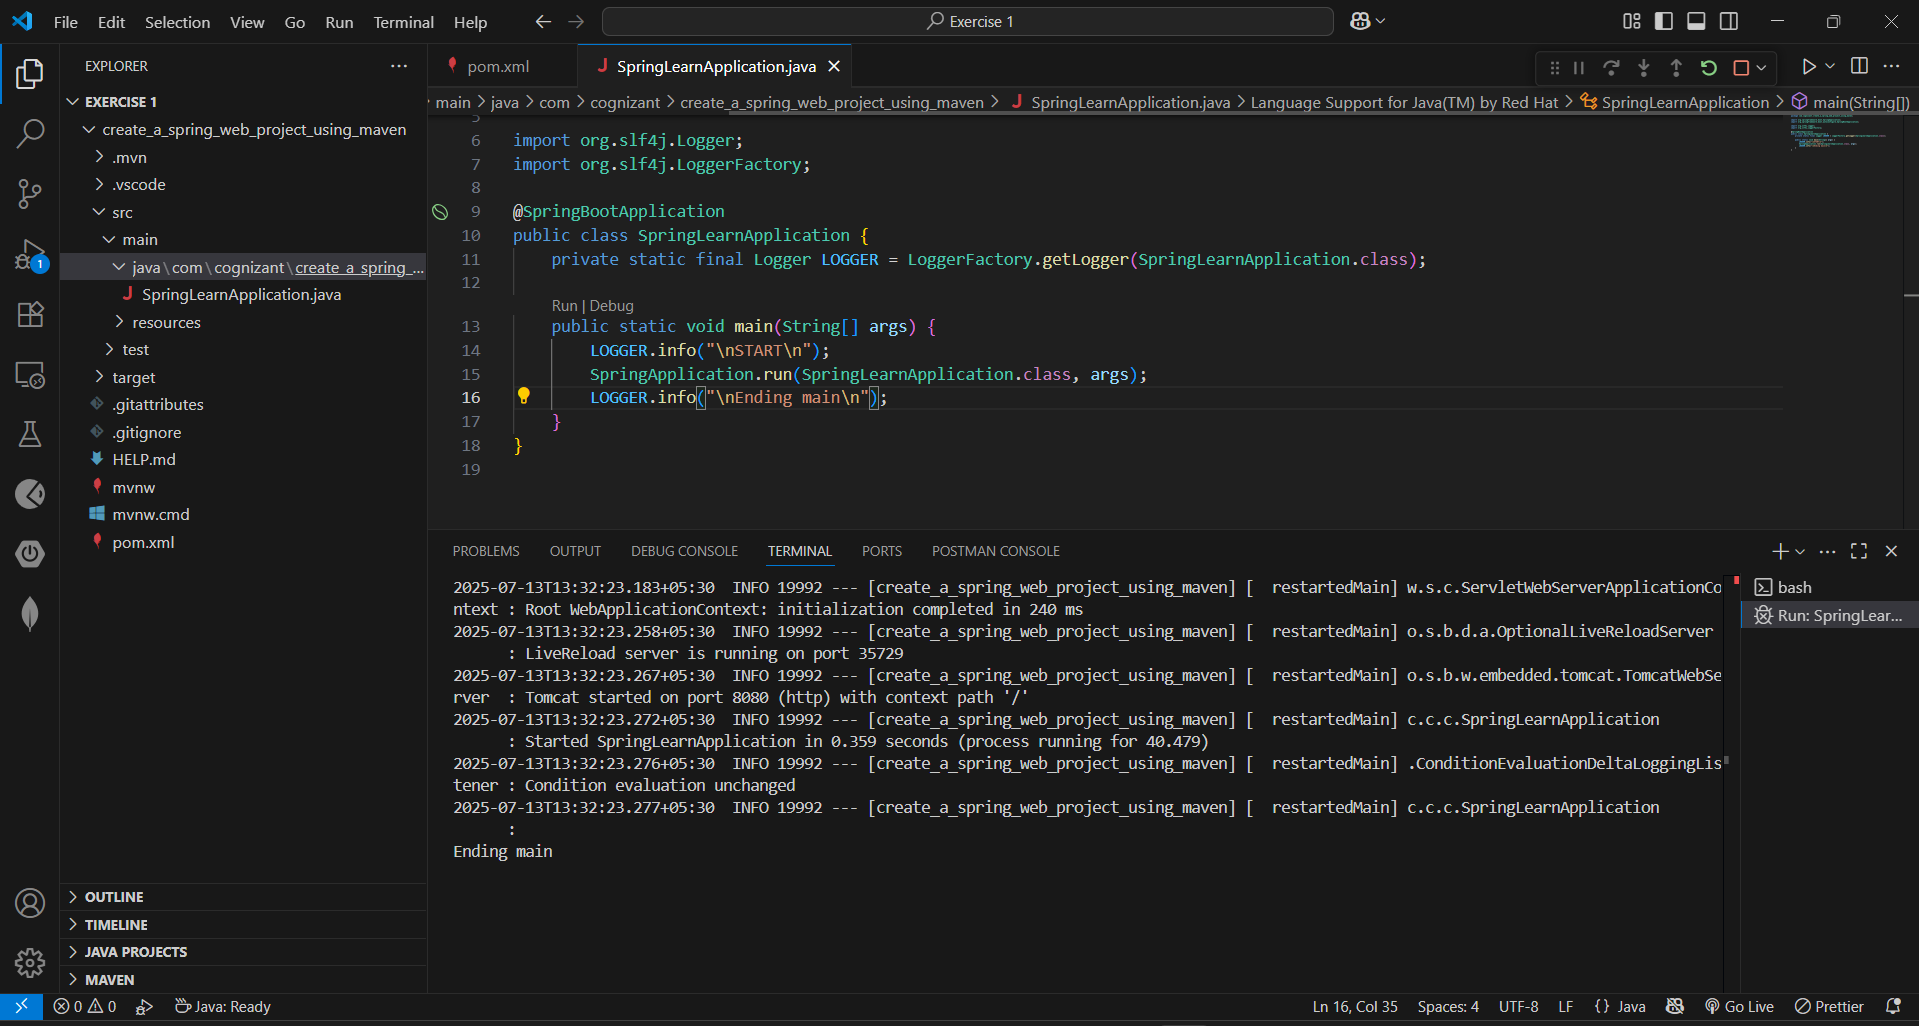 File Edit Selection View Go Run Terminal Help
Exercise 1
EXPLORER
EXERCISE 1
create_a_spring_web_project_using_maven
.mvn
.vscode
src
main
java\com\cognizant\create_a_spring_...
SpringLearnApplication.java
resources
test
target
.gitattributes
.gitignore
HELP.md
mvnw
mvnw.cmd
pom.xml
OUTLINE
TIMELINE
JAVA PROJECTS
MAVEN
1
pom.xml
SpringLearnApplication.java
main > java > com > cognizant > create_a_spring_web_project_using_maven > SpringLearnApplication.java > Language Support for Java(TM) by Red Hat > SpringLearnApplication > main(String[])
5
6 import org.slf4j.Logger;
7 import org.slf4j.LoggerFactory;
8
9 @SpringBootApplication
10 public class SpringLearnApplication {
11 private static final Logger LOGGER = LoggerFactory.getLogger(SpringLearnApplication.class);
12
Run | Debug
13 public static void main(String[] args) {
14 LOGGER.info("\nSTART\n");
15 SpringApplication.run(SpringLearnApplication.class, args);
16 LOGGER.info("\nEnding main\n");
17 }
18 }
19
PROBLEMS OUTPUT DEBUG CONSOLE TERMINAL PORTS POSTMAN CONSOLE
2025-07-13T13:32:23.183+05:30  INFO 19992 --- [create_a_spring_web_project_using_maven] [  restartedMain] w.s.c.ServletWebServerApplicationCo
ntext : Root WebApplicationContext: initialization completed in 240 ms
2025-07-13T13:32:23.258+05:30  INFO 19992 --- [create_a_spring_web_project_using_maven] [  restartedMain] o.s.b.d.a.OptionalLiveReloadServer
: LiveReload server is running on port 35729
2025-07-13T13:32:23.267+05:30  INFO 19992 --- [create_a_spring_web_project_using_maven] [  restartedMain] o.s.b.w.embedded.tomcat.TomcatWebSe
rver  : Tomcat started on port 8080 (http) with context path '/'
2025-07-13T13:32:23.272+05:30  INFO 19992 --- [create_a_spring_web_project_using_maven] [  restartedMain] c.c.c.SpringLearnApplication
: Started SpringLearnApplication in 0.359 seconds (process running for 40.479)
2025-07-13T13:32:23.276+05:30  INFO 19992 --- [create_a_spring_web_project_using_maven] [  restartedMain] .ConditionEvaluationDeltaLoggingLis
tener : Condition evaluation unchanged
2025-07-13T13:32:23.277+05:30  INFO 19992 --- [create_a_spring_web_project_using_maven] [  restartedMain] c.c.c.SpringLearnApplication
:
Ending main
bash
Run: SpringLear...
0 0 Java: Ready
Ln 16, Col 35 Spaces: 4 UTF-8 LF {} Java Go Live Prettier